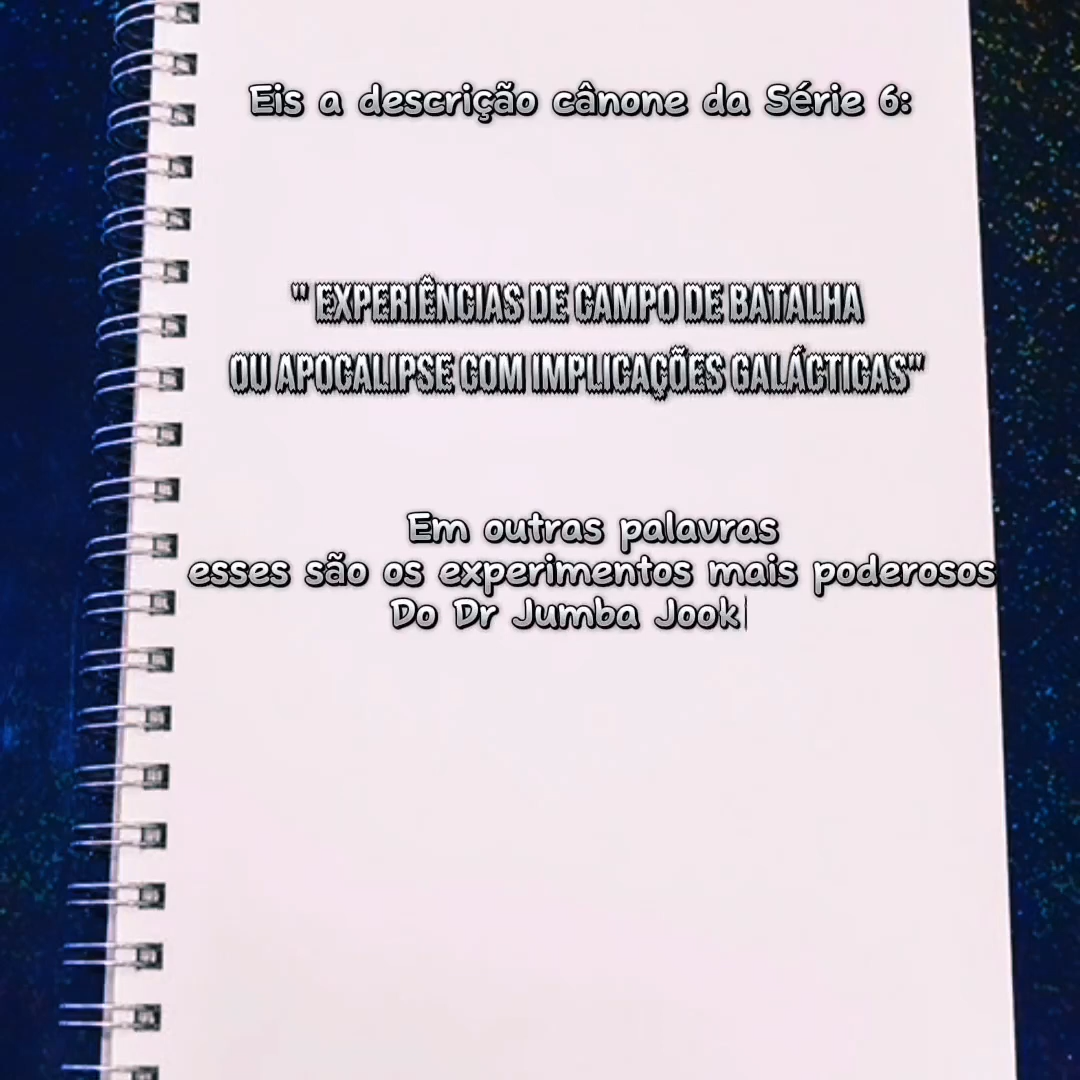 Eis a descrição cânone da Série 6:
" EXPERIÊNCIAS DE CAMPO DE BATALHA
OU APOCALIPSE COM IMPLICAÇÕES GALÁCTICAS"
Em outras palavras
esses são os experimentos mais poderosos
Do Dr Jumba Jook